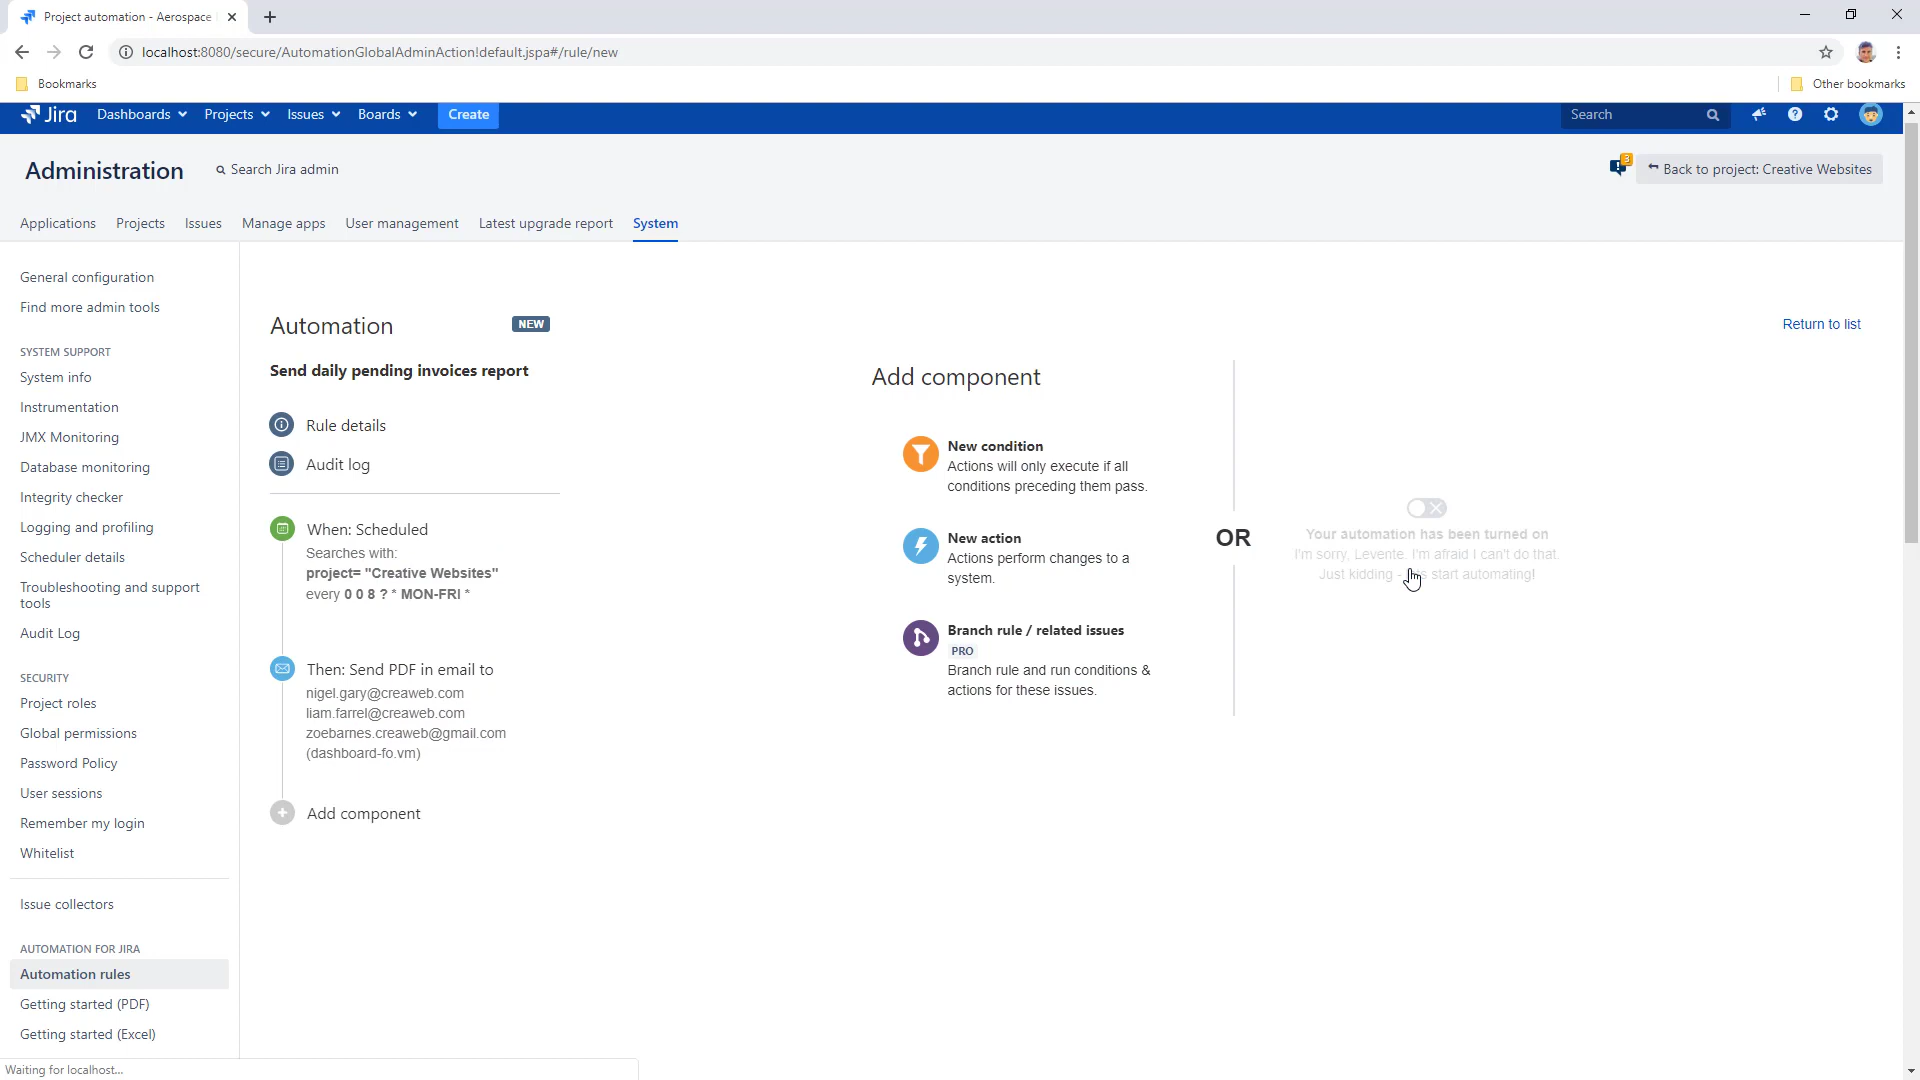 Project automation - Aerospace
localhost:8080/secure/AutomationGlobalAdminAction!default.jspa#/rule/new
Bookmarks
Other bookmarks
Jira
Dashboards
Projects
Issues
Boards
Create
Search
Administration
Search Jira admin
3
Back to project: Creative Websites
Applications
Projects
Issues
Manage apps
User management
Latest upgrade report
System
General configuration
Find more admin tools
SYSTEM SUPPORT
System info
Instrumentation
JMX Monitoring
Database monitoring
Integrity checker
Logging and profiling
Scheduler details
Troubleshooting and support
tools
Audit Log
SECURITY
Project roles
Global permissions
Password Policy
User sessions
Remember my login
Whitelist
Issue collectors
AUTOMATION FOR JIRA
Automation rules
Getting started (PDF)
Getting started (Excel)
Waiting for localhost...
Automation
NEW
Return to list
Send daily pending invoices report
Rule details
Audit log
When: Scheduled
Searches with:
project= "Creative Websites"
every 0 0 8 ? * MON-FRI *
Then: Send PDF in email to
nigel.gary@creaweb.com
liam.farrel@creaweb.com
zoebarnes.creaweb@gmail.com
(dashboard-fo.vm)
Add component
Add component
New condition
Actions will only execute if all
conditions preceding them pass.
New action
Actions perform changes to a
system.
Branch rule / related issues
PRO
Branch rule and run conditions &
actions for these issues.
OR
Your automation has been turned on
I'm sorry, Levente. I'm afraid I can't do that.
Just kidding - start automating!